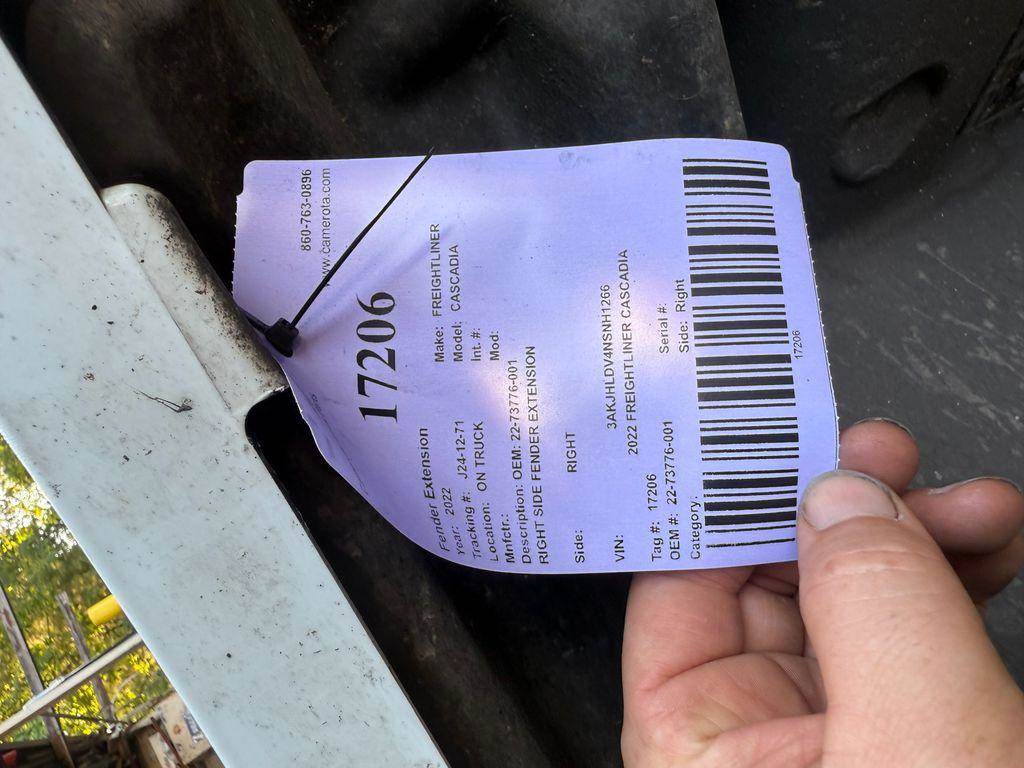 860-763-0896
www.camerota.com
17206
Fender Extension
Year: 2022
Make: FREIGHTLINER
Tracking #: J24-12-71
Model: CASCADIA
Location: ON TRUCK
Int. #:
Mnfctr.:
Mod:
Description: OEM: 22-73776-001
RIGHT SIDE FENDER EXTENSION
Side: RIGHT
VIN: 3AKJHLDV4NSNH1266
2022 FREIGHTLINER CASCADIA
Tag #: 17206
Serial #:
OEM #: 22-73776-001
Side: Right
Category.
17206